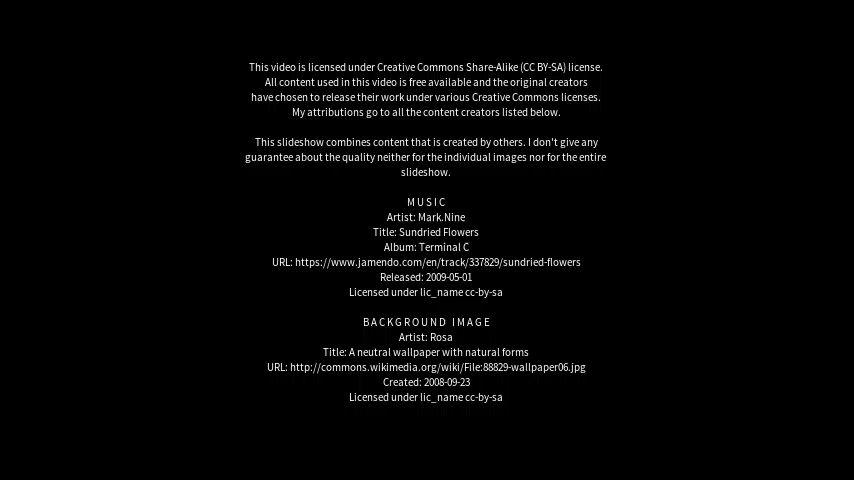 This video is licensed under Creative Commons Share-Alike (CC BY-SA) license.
All content used in this video is free available and the original creators
have chosen to release their work under various Creative Commons licenses.
My attributions go to all the content creators listed below.
This slideshow combines content that is created by others. I don't give any
guarantee about the quality neither for the individual images nor for the entire
slideshow.
MUSIC
Artist: Mark.Nine
Title: Sundried Flowers
Album: Terminal C
URL: https://www.jamendo.com/en/track/337829/sundried-flowers
Released: 2009-05-01
Licensed under lic_name cc-by-sa
BACKGROUND IMAGE
Artist: Rosa
Title: A neutral wallpaper with natural forms
URL: http://commons.wikimedia.org/wiki/File:88829-wallpaper06.jpg
Created: 2008-09-23
Licensed under lic_name cc-by-sa